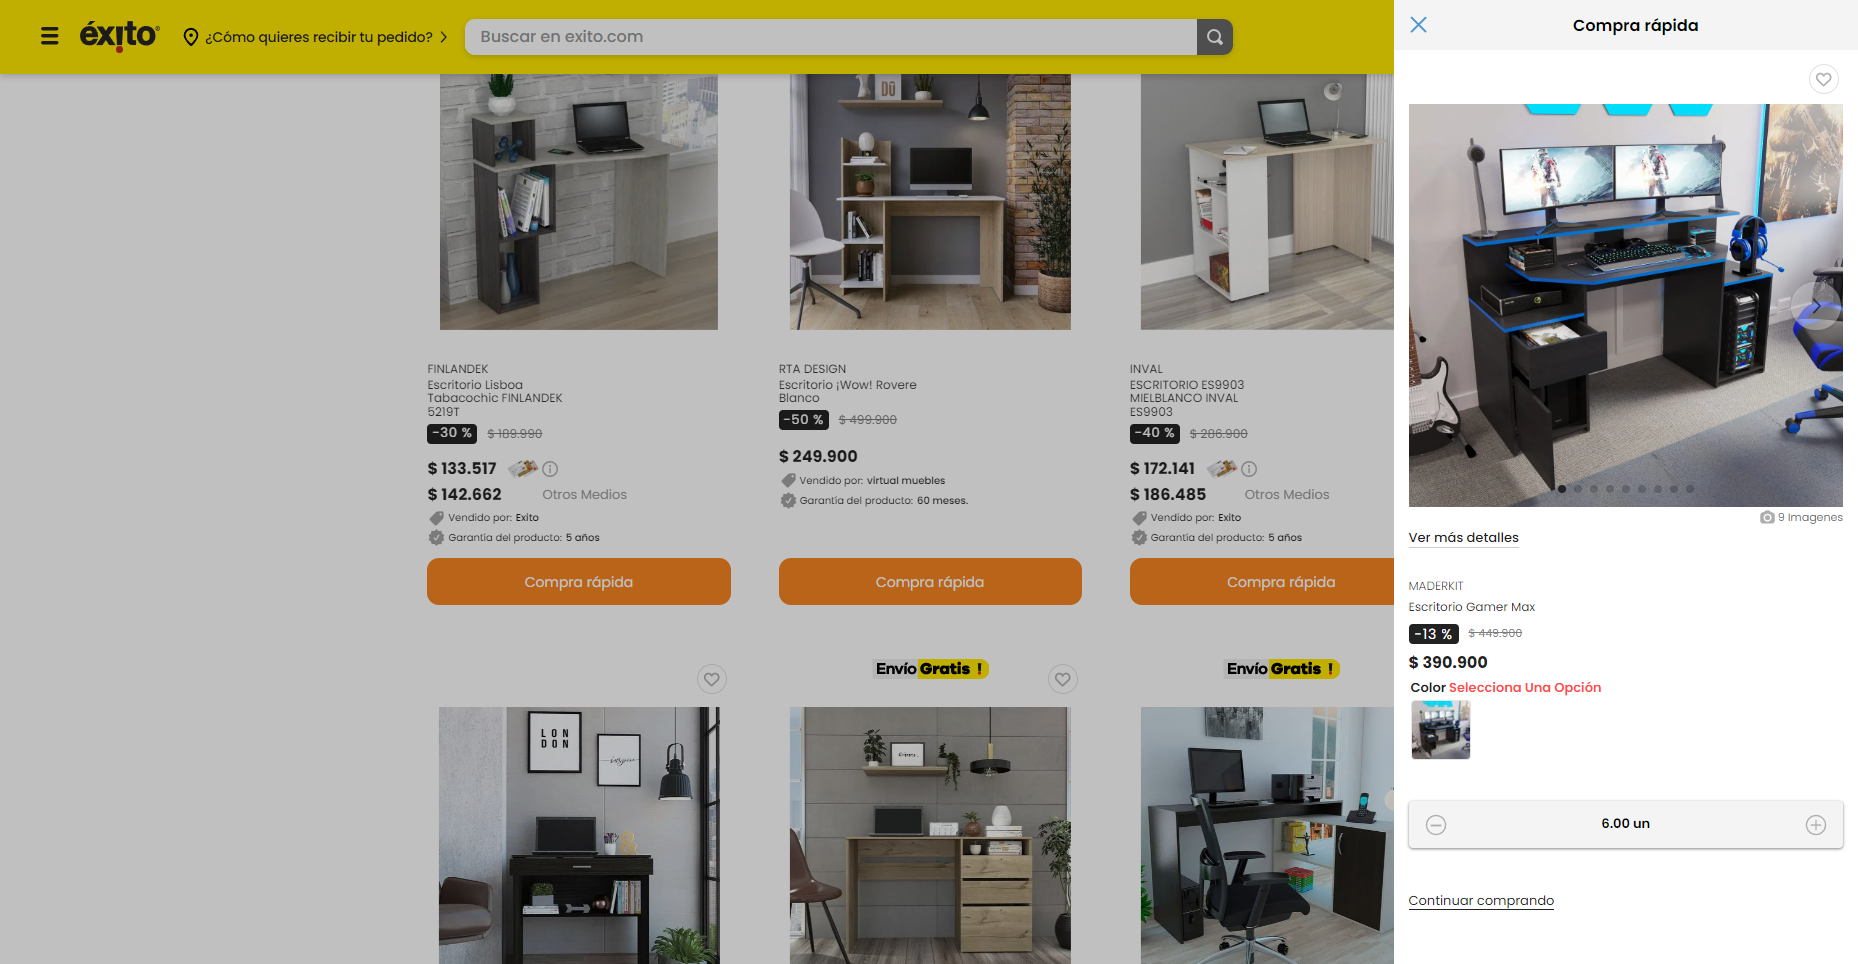 éxito
¿Cómo quieres recibir tu pedido?
Buscar en exito.com
FINLANDEK
Escritorio Lisboa
Tabacochic FINLANDEK
5219T
-30 %
$ 189.990
$ 133.517
$ 142.662
Otros Medios
Vendido por: Exito
Garantía del producto: 5 años
Compra rápida
RTA DESIGN
Escritorio ¡Wow! Rovere
Blanco
-50 %
$ 499.900
$ 249.900
Vendido por: virtual muebles
Garantía del producto: 60 meses.
Compra rápida
INVAL
ESCRITORIO ES9903
MIELBLANCO INVAL
ES9903
-40 %
$ 286.900
$ 172.141
$ 186.485
Otros Medios
Vendido por: Exito
Garantía del producto: 5 años
Compra rápida
Envío Gratis !
Envío Gratis !
LON
DON
Compra rápida
9 Imagenes
Ver más detalles
MADERKIT
Escritorio Gamer Max
-13 %
$ 449.900
$ 390.900
Color Selecciona Una Opción
6.00 un
Continuar comprando